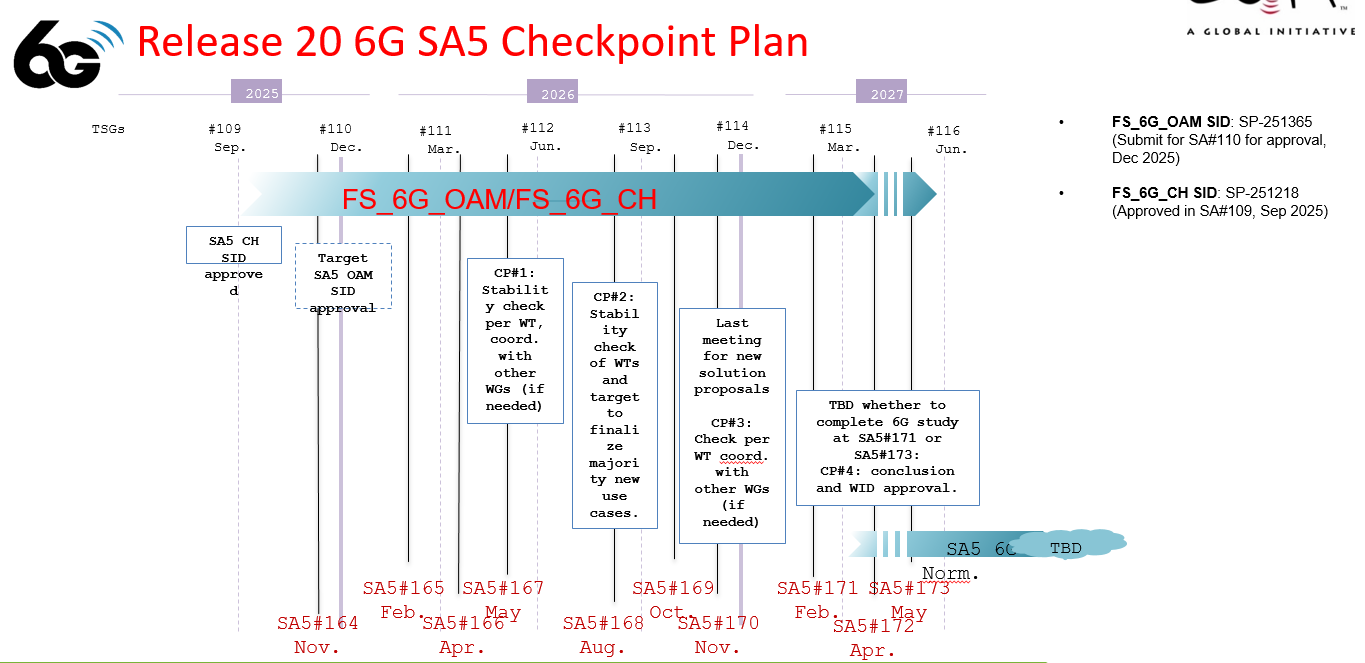 6G
Release 20 6G SA5 Checkpoint Plan
A GLOBAL INITIATIVE
TM
2025
2026
2027
TSGs
#109
Sep.
#110
Dec.
#111
Mar.
#112
Jun.
#113
Sep.
#114
Dec.
#115
Mar.
#116
Jun.
• FS_6G_OAM SID: SP-251365
(Submit for SA#110 for approval,
Dec 2025)
• FS_6G_CH SID: SP-251218
(Approved in SA#109, Sep 2025)
FS_6G_OAM/FS_6G_CH
SA5 CH
SID
approve
d
Target
SA5 OAM
SID
approval
CP#1:
Stabilit
y check
per WT,
coord.
with
other
WGs (if
needed)
CP#2:
Stabil
ity
check
of WTs
and
target
to
finali
ze
majori
ty new
use
cases.
Last
meeting
for new
solution
proposals
CP#3:
Check per
WT coord.
with
other WGs
(if
needed)
TBD whether to
complete 6G study
at SA5#171 or
SA5#173:
CP#4: conclusion
and WID approval.
SA5 6G
Norm.
TBD
SA5#164
Nov.
SA5#165
Feb.
SA5#166
Apr.
SA5#167
May
SA5#168
Aug.
SA5#169
Oct.
SA5#170
Nov.
SA5#171
Feb.
SA5#172
Apr.
SA5#173
May